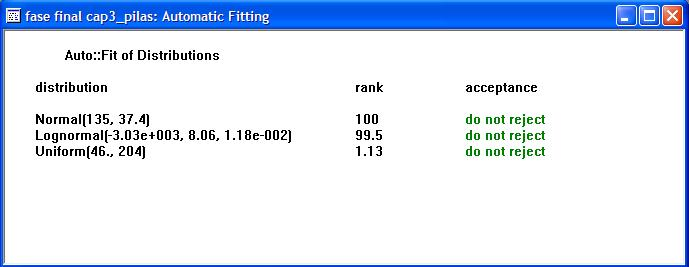 fase final cap3_pilas: Automatic Fitting
Auto::Fit of Distributions
distribution rank acceptance
Normal(135, 37.4) 100 do not reject
Lognormal(-3.03e+003, 8.06, 1.18e-002) 99.5 do not reject
Uniform(46., 204) 1.13 do not reject